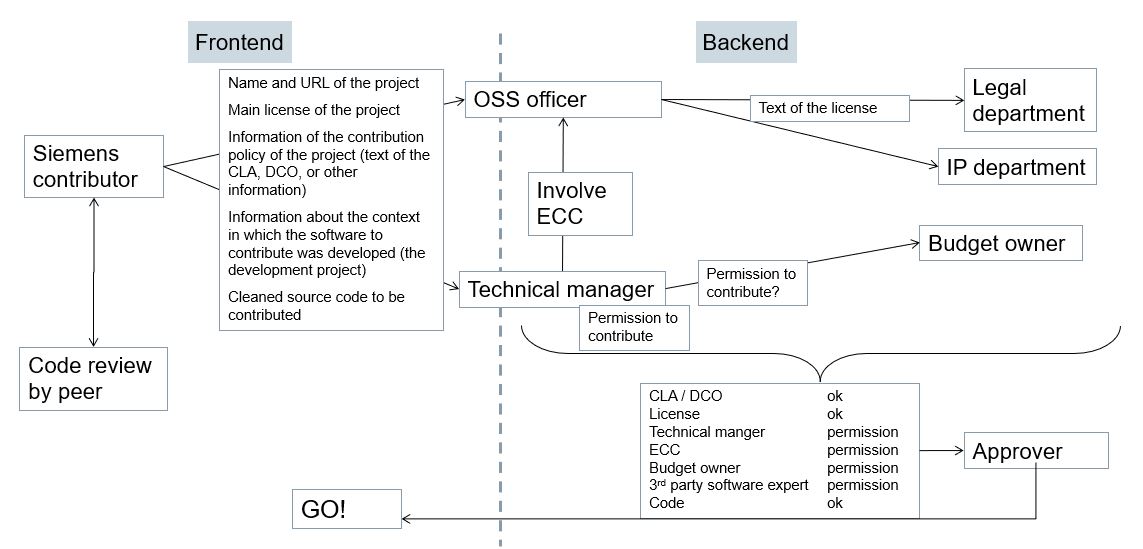 Frontend
Backend
Name and URL of the project
Main license of the project
Information of the contribution
policy of the project (text of the
CLA, DCO, or other
information)
Information about the context
in which the software to
contribute was developed (the
development project)
Cleaned source code to be
contributed
Siemens
contributor
Code review
by peer
OSS officer
Text of the license
Legal
department
IP department
Involve
ECC
Technical manager
Permission to
contribute?
Budget owner
Permission to
contribute
CLA / DCO ok
License ok
Technical manger permission
ECC permission
Budget owner permission
3rd party software expert permission
Code ok
Approver
GO!